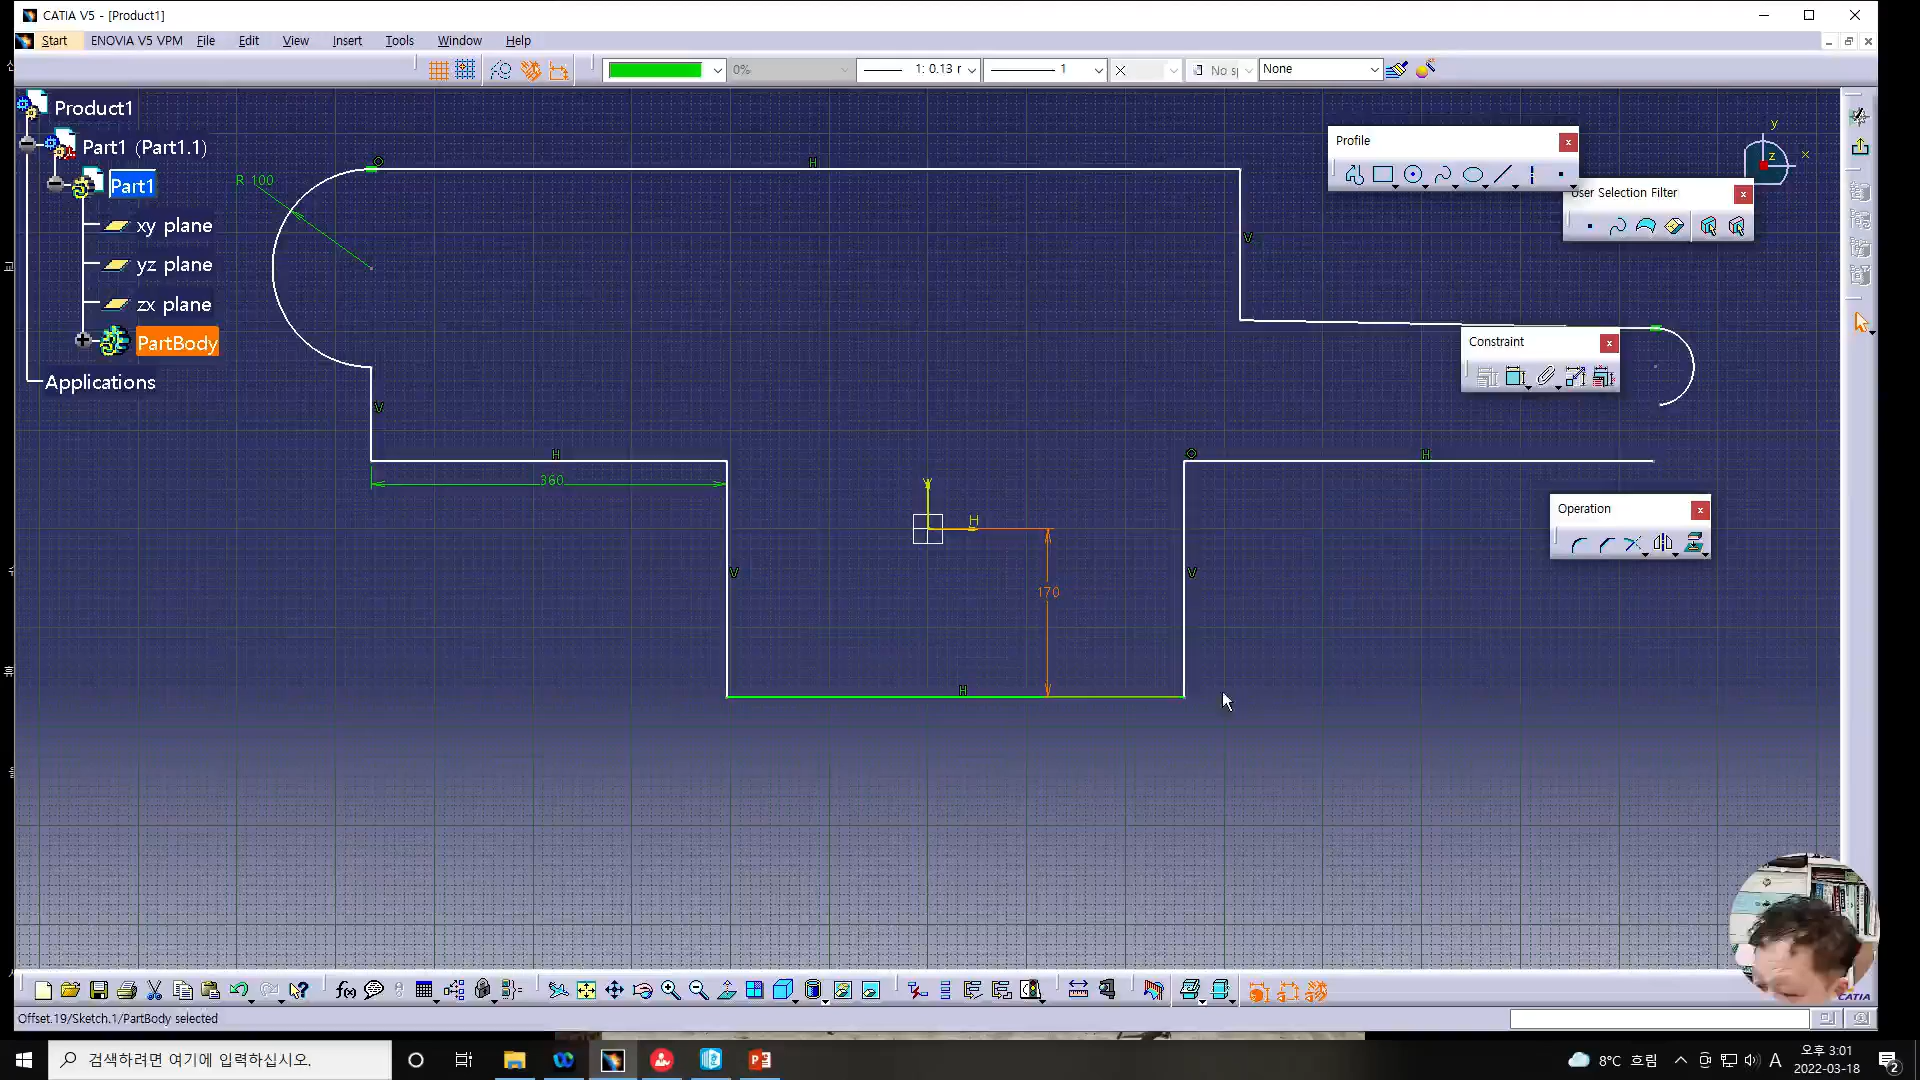 CATIA V5 - [Product1]
Start ENOVIA V5 VPM File Edit View Insert Tools Window Help
0% 1: 0.13 r 1 No s None
Product1
Part1 (Part1.1)
Part1
xy plane
yz plane
zx plane
PartBody
Applications
Profile
User Selection Filter
Constraint
Operation
y
x
z
R 100
H
V
V
H
360
H
V
V
H
170
V
H
H
CATIA
Offset.19/Sketch.1/PartBody selected
검색하려면 여기에 입력하십시오.
8°C 흐림
A
오후 3:01
2022-03-18
2